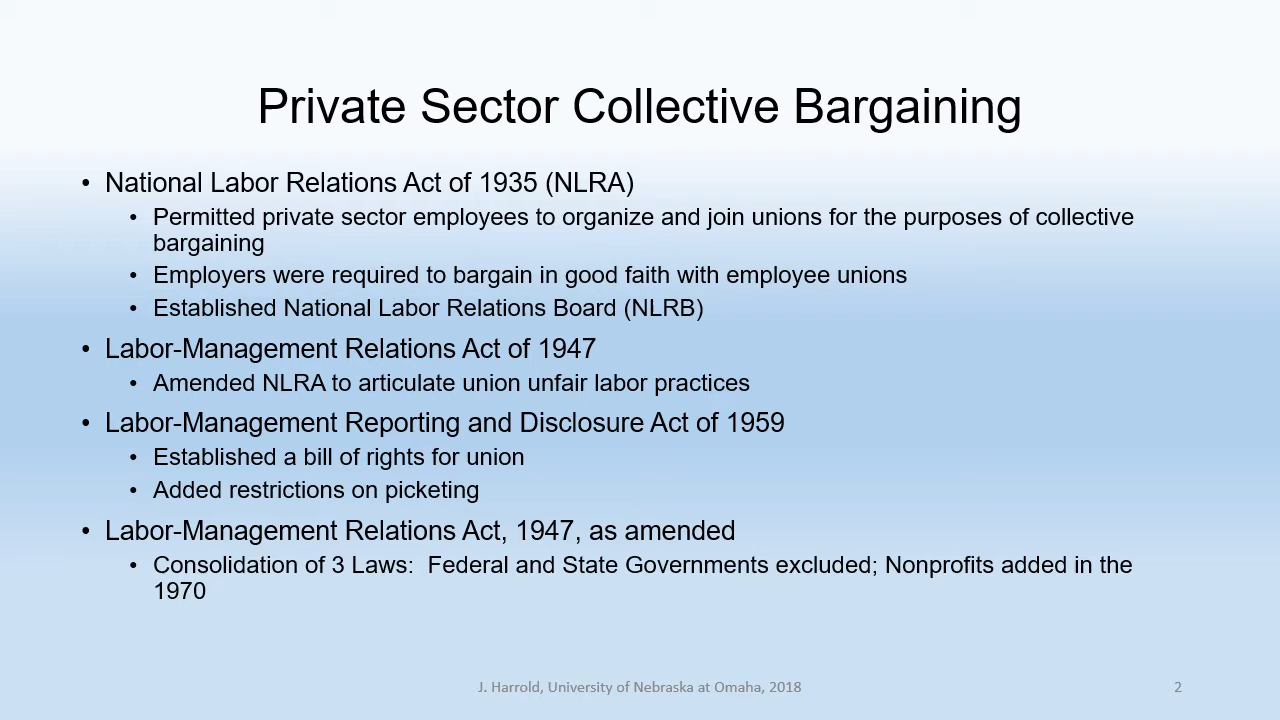 Private Sector Collective Bargaining
• National Labor Relations Act of 1935 (NLRA)
• Permitted private sector employees to organize and join unions for the purposes of collective
bargaining
• Employers were required to bargain in good faith with employee unions
• Established National Labor Relations Board (NLRB)
• Labor-Management Relations Act of 1947
• Amended NLRA to articulate union unfair labor practices
• Labor-Management Reporting and Disclosure Act of 1959
• Established a bill of rights for union
• Added restrictions on picketing
• Labor-Management Relations Act, 1947, as amended
• Consolidation of 3 Laws:  Federal and State Governments excluded; Nonprofits added in the
1970
J. Harrold, University of Nebraska at Omaha, 2018
2